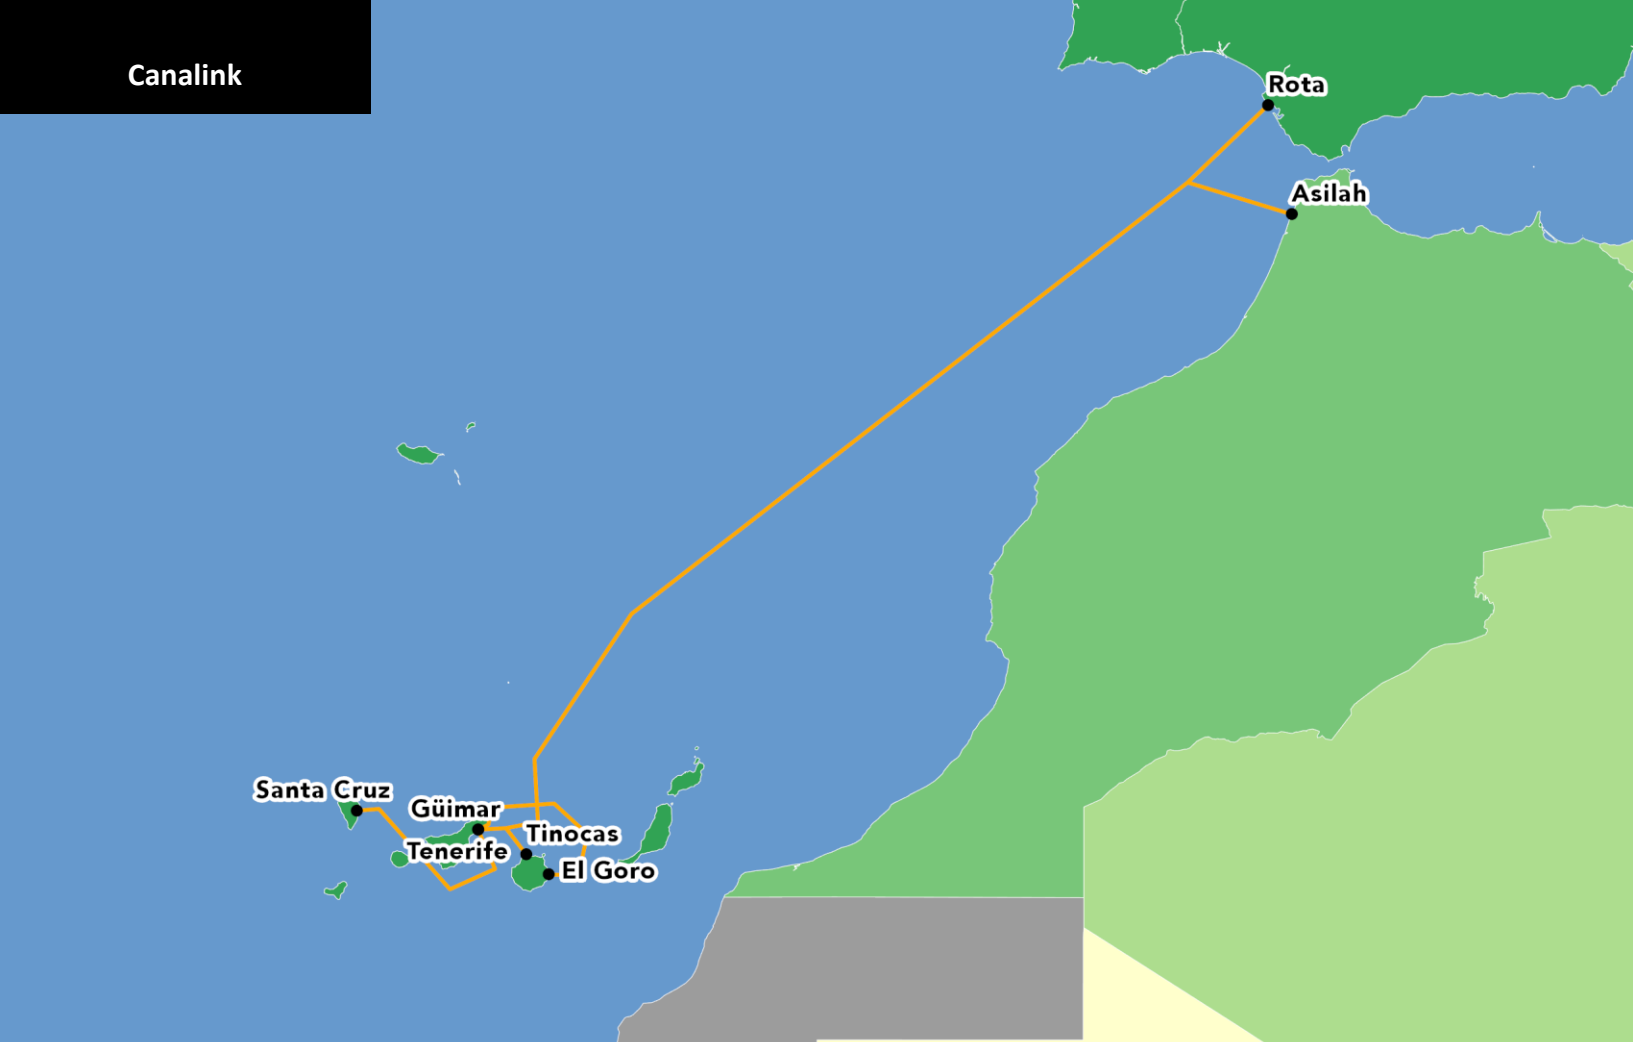 Canalink
Rota
Asilah
Santa Cruz
Güimar
Tinocas
Tenerife
El Goro